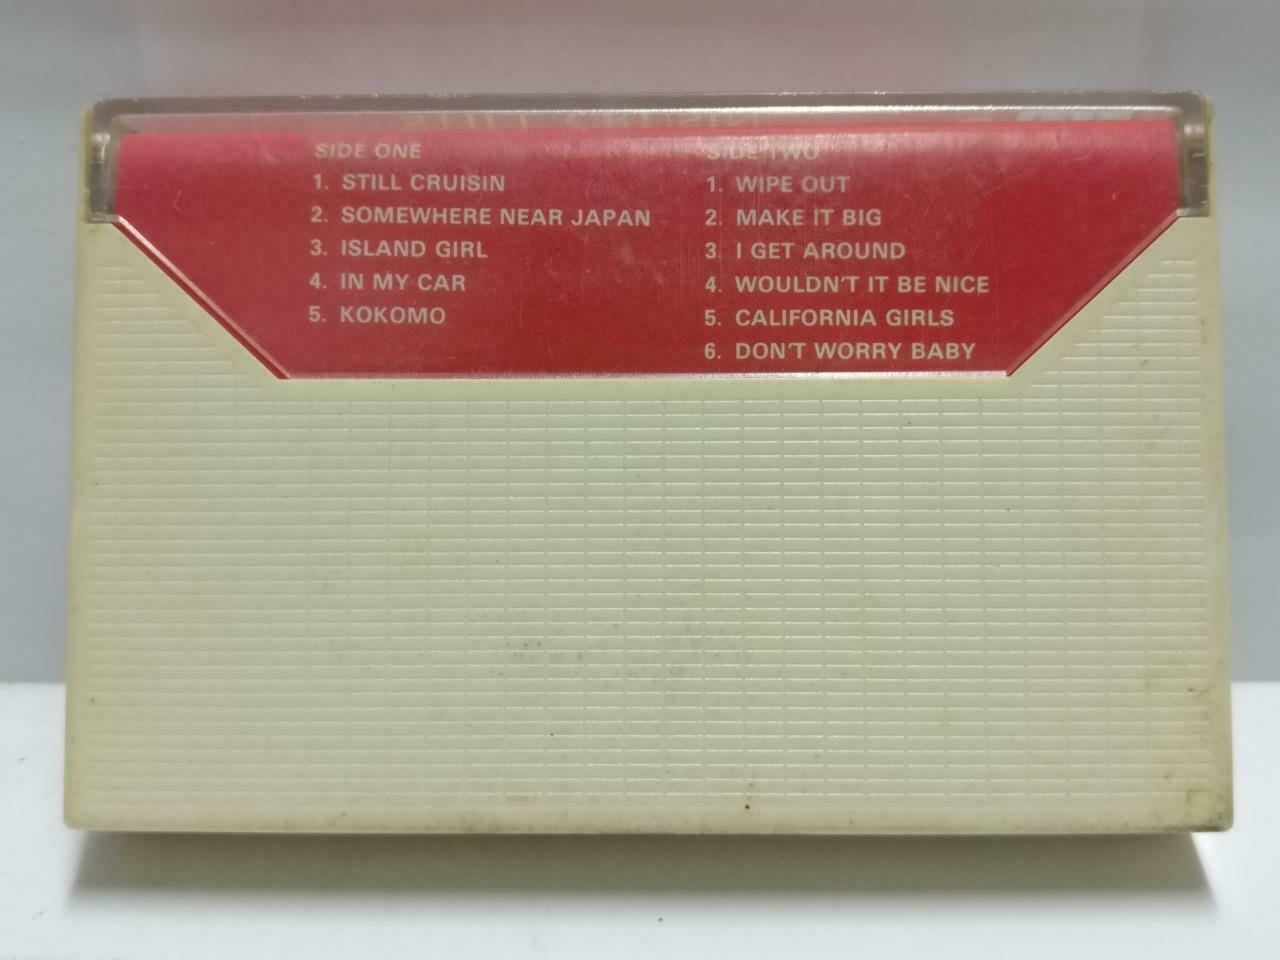 SIDE ONE
1. STILL CRUISIN
2. SOMEWHERE NEAR JAPAN
3. ISLAND GIRL
4. IN MY CAR
5. KOKOMO
SIDE TWO
1. WIPE OUT
2. MAKE IT BIG
3. I GET AROUND
4. WOULDN'T IT BE NICE
5. CALIFORNIA GIRLS
6. DON'T WORRY BABY